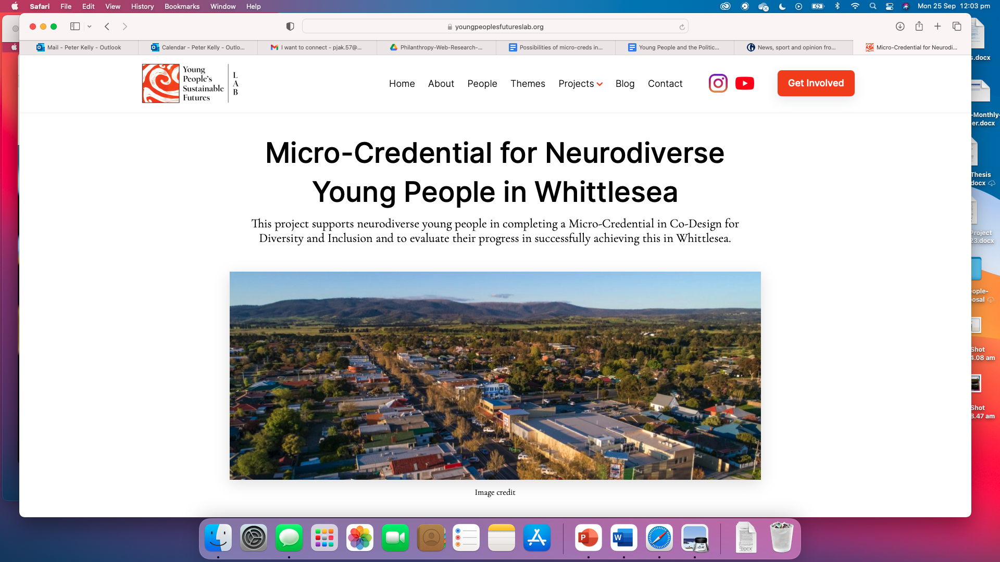 Safari File Edit View History Bookmarks Window Help Mon 25 Sep 12:03 pm
youngpeoplesfutureslab.org
Mail - Peter Kelly - Outlook
Calendar - Peter Kelly - Outlo...
I want to connect - pjak.57@...
Philanthropy-Web-Research-...
Possibilities of micro-creds in...
Young People and the Politic...
News, sport and opinion fro...
Micro-Credential for Neurodi...
Young
People's
Sustainable
Futures
LAB
Home About People Themes Projects Blog Contact
Get Involved
Micro-Credential for Neurodiverse
Young People in Whittlesea
This project supports neurodiverse young people in completing a Micro-Credential in Co-Design for
Diversity and Inclusion and to evaluate their progress in successfully achieving this in Whittlesea.
Image credit
s.docx
-Monthly-
er.docx
Thesis
docx
Project
23.docx
eople-
posal
Shot
4.08 am
Shot
3.47 am
P
W
DOCX